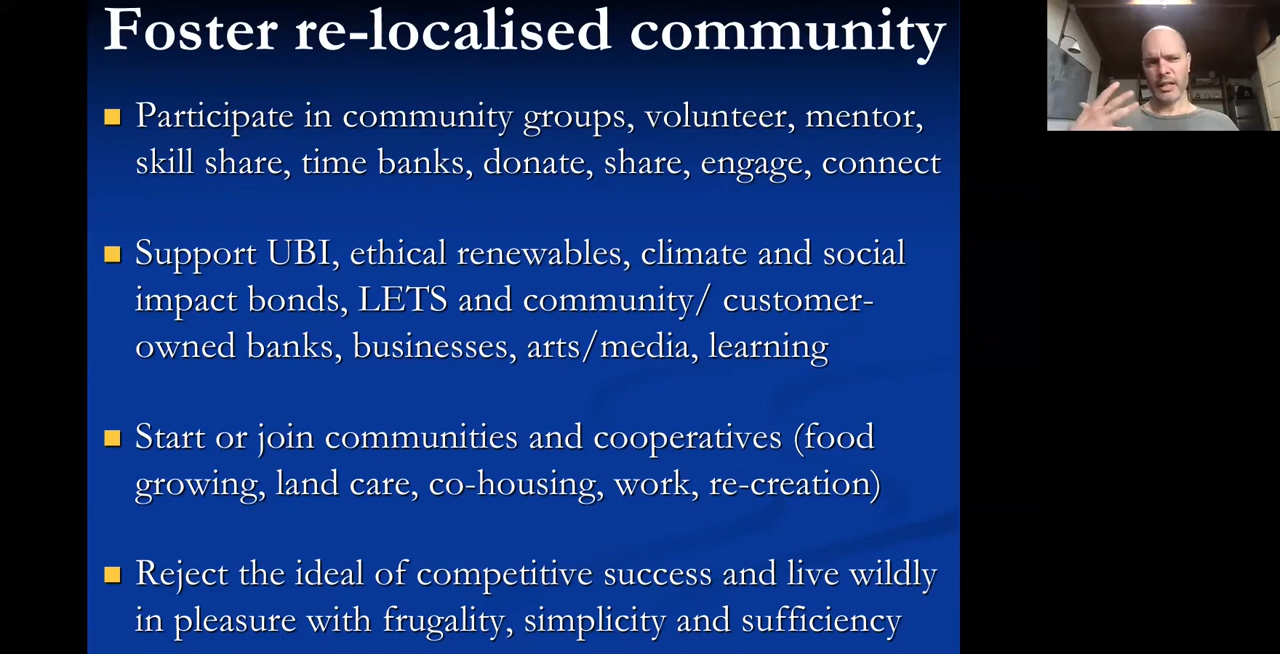 Foster re-localised community
Participate in community groups, volunteer, mentor,
skill share, time banks, donate, share, engage, connect
Support UBI, ethical renewables, climate and social
impact bonds, LETS and community/ customer-
owned banks, businesses, arts/media, learning
Start or join communities and cooperatives (food
growing, land care, co-housing, work, re-creation)
Reject the ideal of competitive success and live wildly
in pleasure with frugality, simplicity and sufficiency